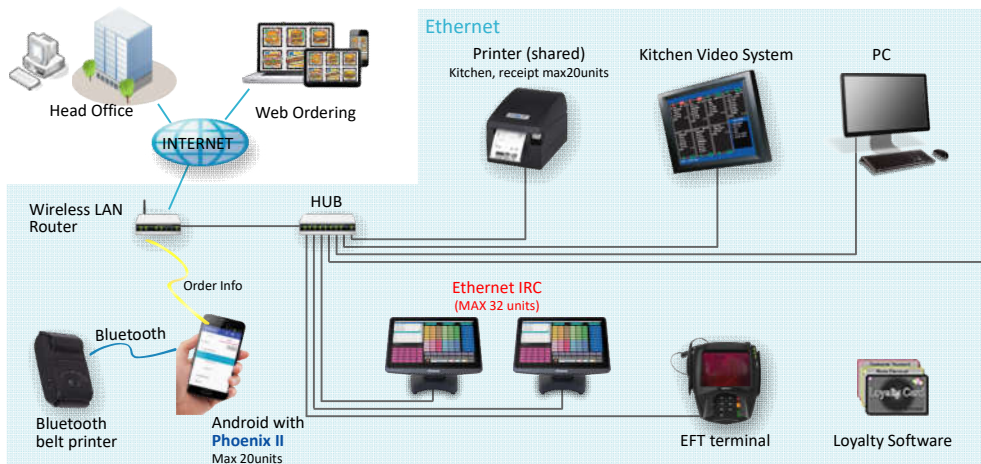 Ethernet
Printer (shared)
Kitchen, receipt max20units
Kitchen Video System
PC
Head Office
Web Ordering
INTERNET
Wireless LAN
Router
HUB
Order Info
Ethernet IRC
(MAX 32 units)
Bluetooth
Bluetooth
belt printer
Android with
Phoenix II
Max 20units
EFT terminal
Loyalty Card
Loyalty Software